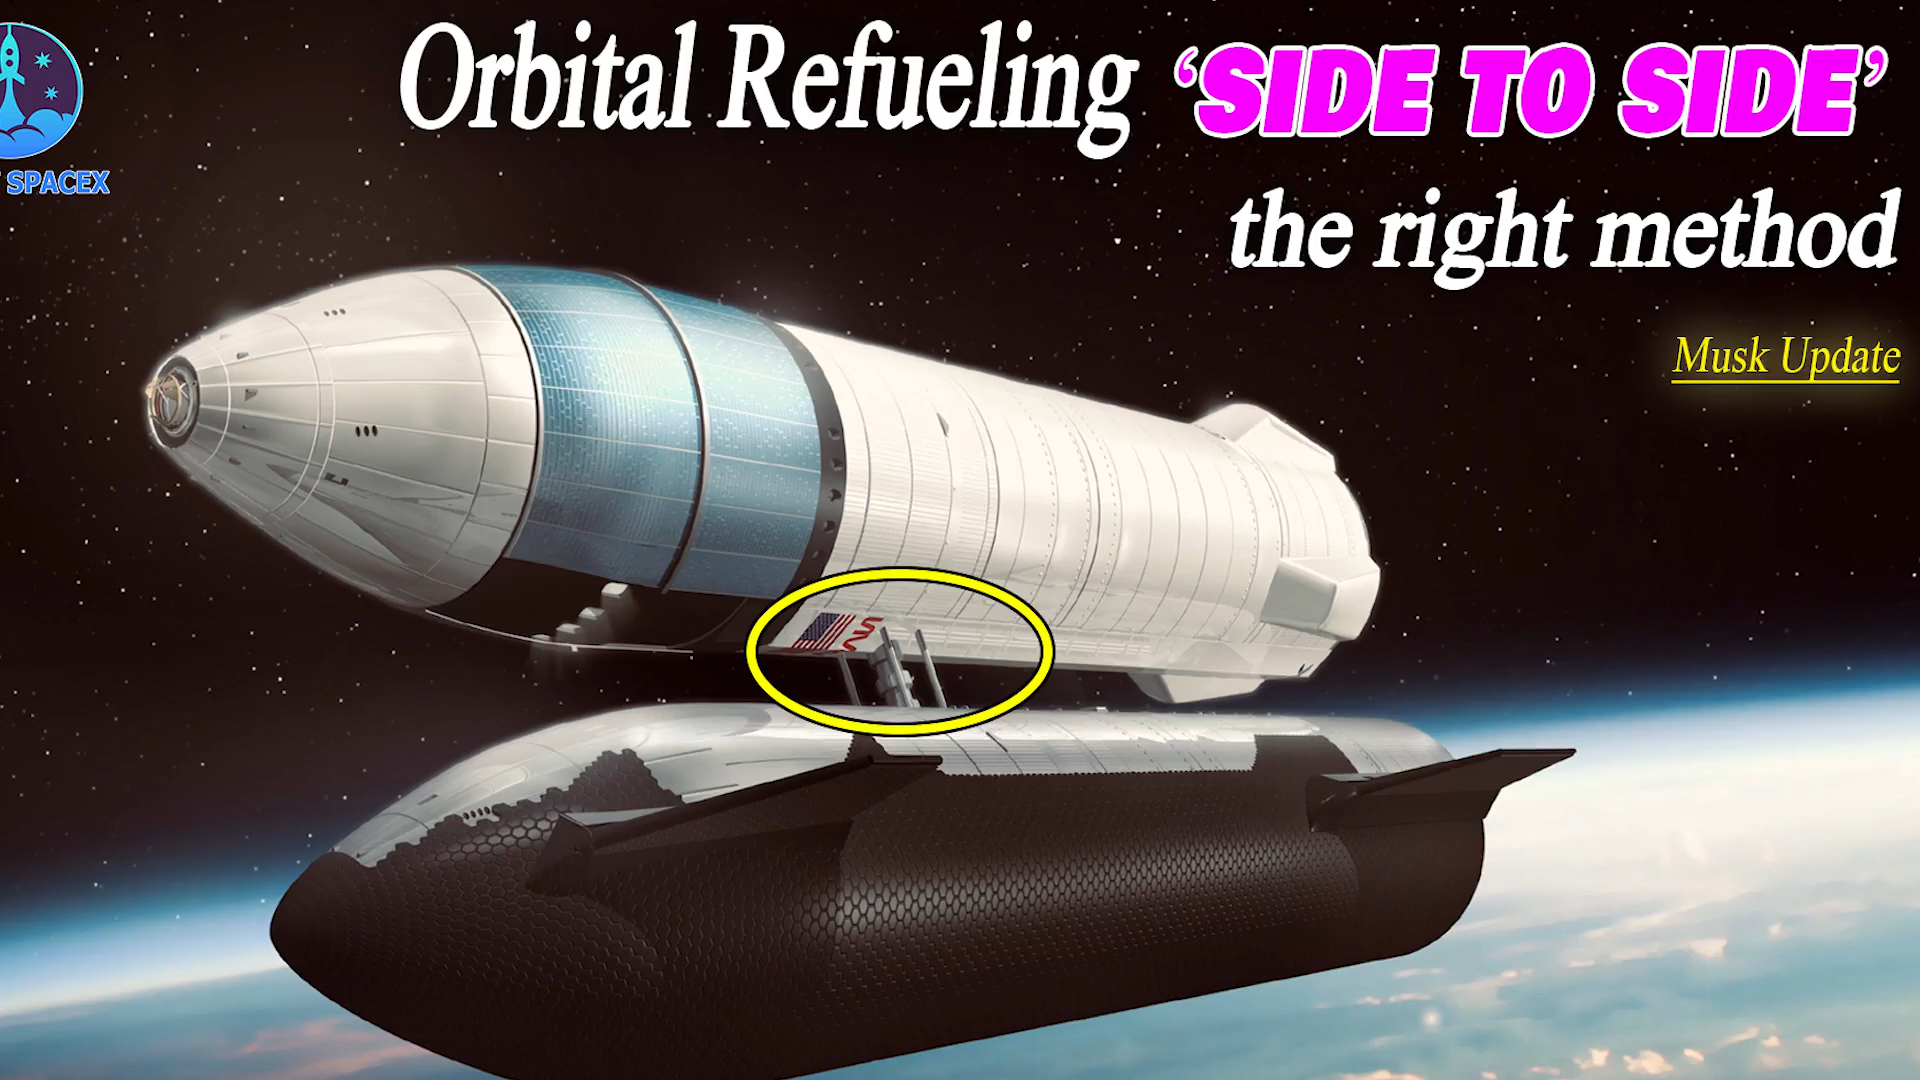 Orbital Refueling ‘SIDE TO SIDE’
the right method
Musk Update
SPACEX